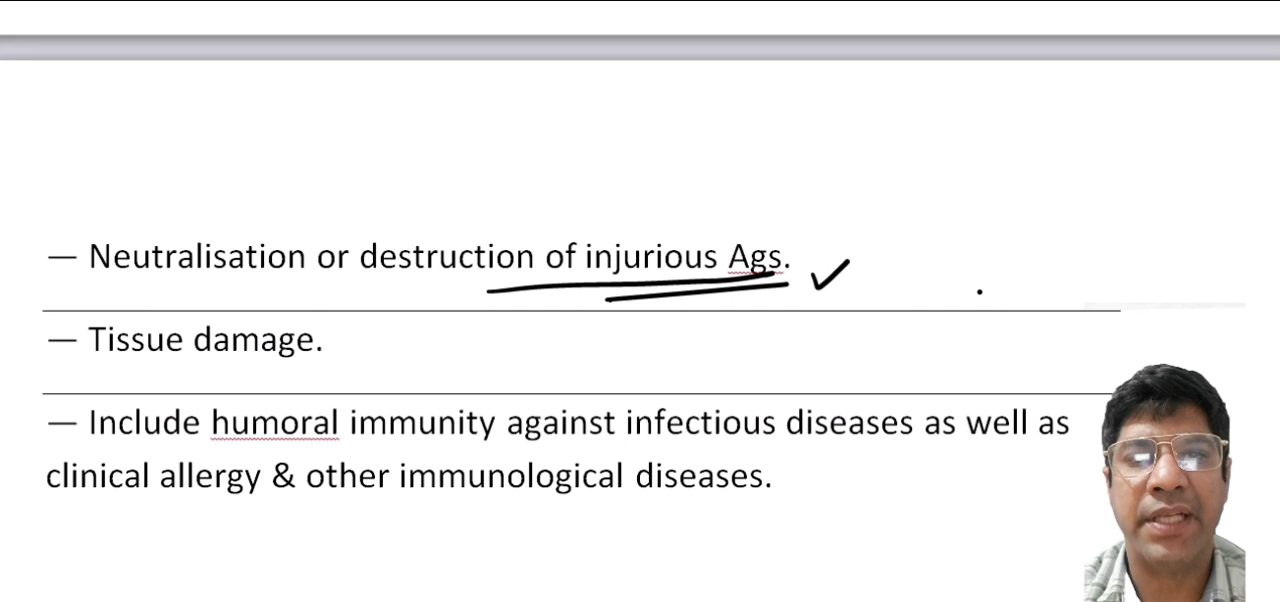 — Neutralisation or destruction of injurious Ags.
— Tissue damage.
— Include humoral immunity against infectious diseases as well as
clinical allergy & other immunological diseases.